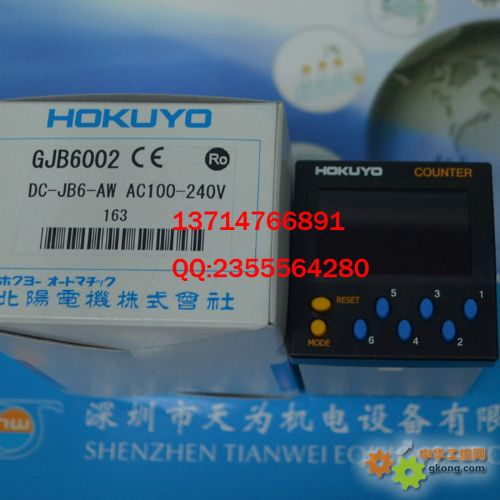 HOKUYO
GJB6002 CE Ro
DC-JB6-AW AC100-240V
163
ホクヨー オートマチック
北陽電機株式會社
HOKUYO COUNTER
RESET
MODE
5 3 1
6 4 2
13714766891
QQ:2355564280
深圳市天为机电设备有限
SHENZHEN TIANWEI
中华工控网
gkong.com